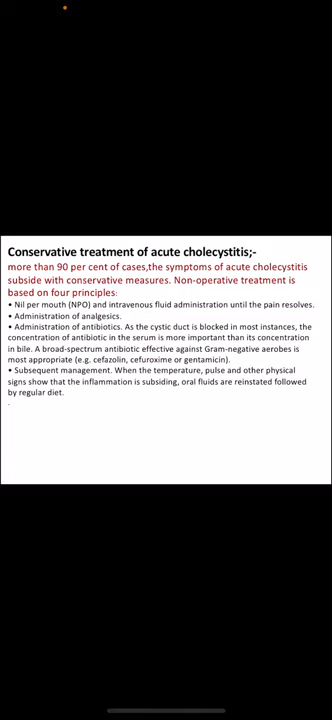 Conservative treatment of acute cholecystitis;-
more than 90 per cent of cases,the symptoms of acute cholecystitis
subside with conservative measures. Non-operative treatment is
based on four principles:
• Nil per mouth (NPO) and intravenous fluid administration until the pain resolves.
• Administration of analgesics.
• Administration of antibiotics. As the cystic duct is blocked in most instances, the
concentration of antibiotic in the serum is more important than its concentration
in bile. A broad-spectrum antibiotic effective against Gram-negative aerobes is
most appropriate (e.g. cefazolin, cefuroxime or gentamicin).
• Subsequent management. When the temperature, pulse and other physical
signs show that the inflammation is subsiding, oral fluids are reinstated followed
by regular diet.
.